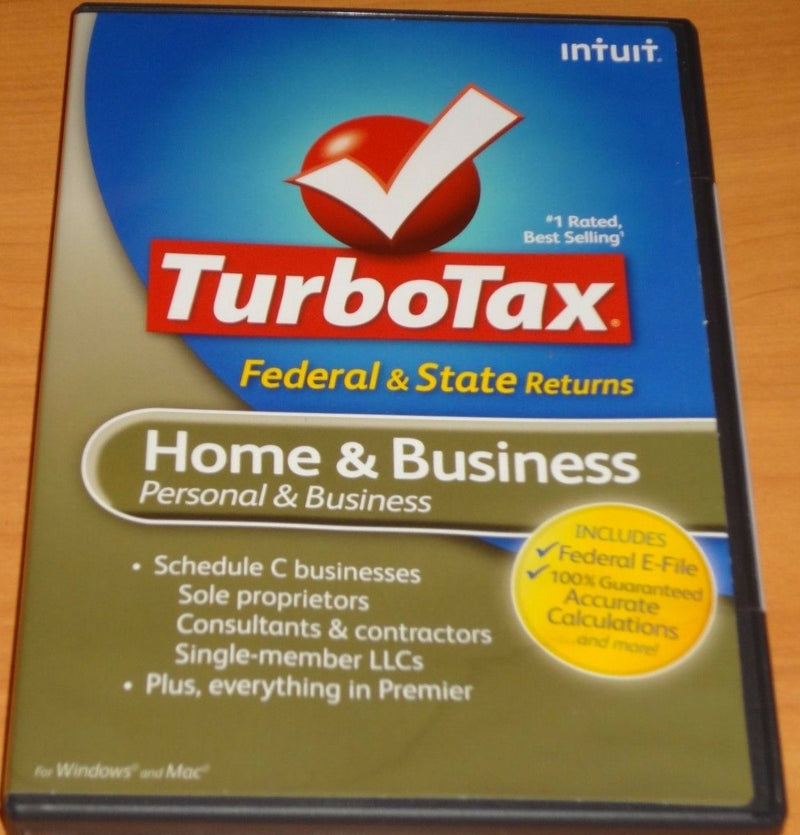 intuit.
#1 Rated,
Best Selling¹
TurboTax®
Federal & State Returns
Home & Business
Personal & Business
INCLUDES
✓ Federal E-File
✓ 100% Guaranteed
Accurate
Calculations
...and more!
• Schedule C businesses
Sole proprietors
Consultants & contractors
Single-member LLCs
• Plus, everything in Premier
For Windows® and Mac®